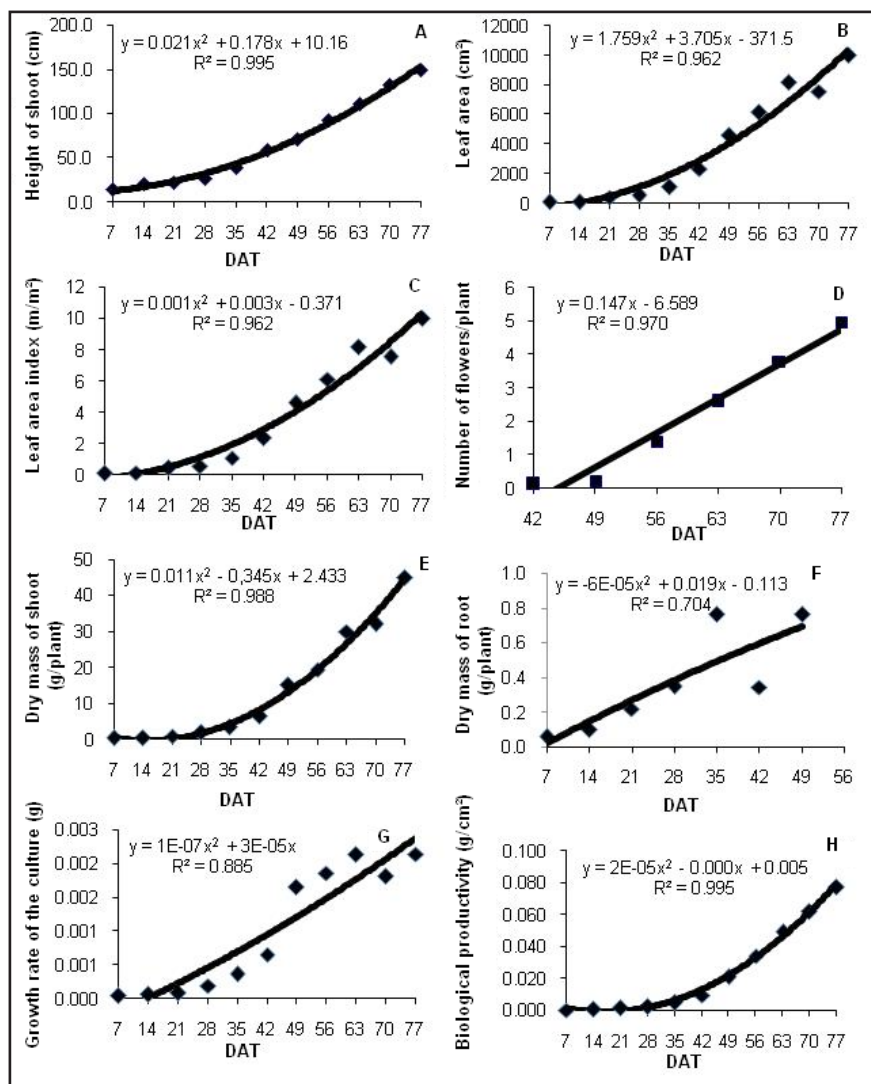 A
y = 0.021x² + 0.178x + 10.16
R² = 0.995
Height of shoot (cm)
200.0
150.0
100.0
50.0
0.0
7 14 21 28 35 42 49 56 63 70 77
DAT
B
y = 1.759x² + 3.705x - 371.5
R² = 0.962
Leaf area (cm²)
10000
8000
6000
4000
2000
0
7 14 21 28 35 42 49 56 63 70 77
DAT
C
y = 0.001x² + 0.003x - 0.371
R² = 0.962
Leaf area index (m/m²)
12
10
8
6
4
2
0
7 14 21 28 35 42 49 56 63 70 77
DAT
D
y = 0.147x - 6.589
R² = 0.970
Number of flowers/plant
6
5
4
3
2
1
0
42 49 56 63 70 77
DAT
E
y = 0.011x² - 0,345x + 2.433
R² = 0.988
Dry mass of shoot
(g/plant)
50
40
30
20
10
0
7 14 21 28 35 42 49 56 63 70 77
DAT
F
y = -6E-05x² + 0.019x - 0.113
R² = 0.704
Dry mass of root
(g/plant)
1.0
0.8
0.6
0.4
0.2
0.0
7 14 21 28 35 42 49 56
DAT
G
y = 1E-07x² + 3E-05x
R² = 0.885
Growth rate of the culture (g)
0.003
0.002
0.002
0.001
0.001
0.000
7 14 21 28 35 42 49 56 63 70 77
DAT
H
y = 2E-05x² - 0.000x + 0.005
R² = 0.995
Biological productivity (g/cm²)
0.100
0.080
0.060
0.040
0.020
0.000
7 14 21 28 35 42 49 56 63 70 77
DAT